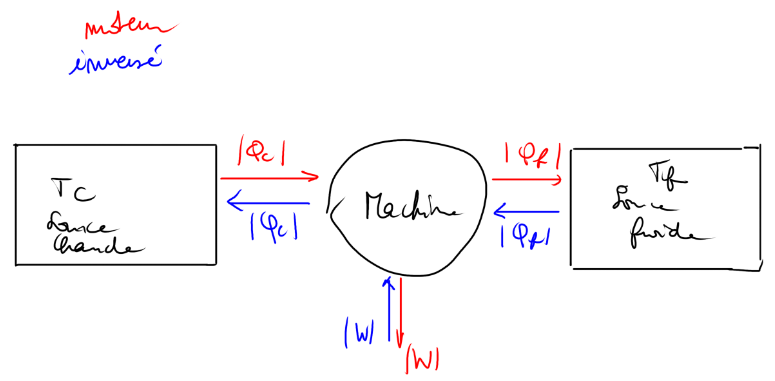 moteur
inversé
|Qc|
|Qc|
Tc
Source
Chaude
Machine
|Qf|
|Qf|
Tf
Source
froide
|W|
|W|